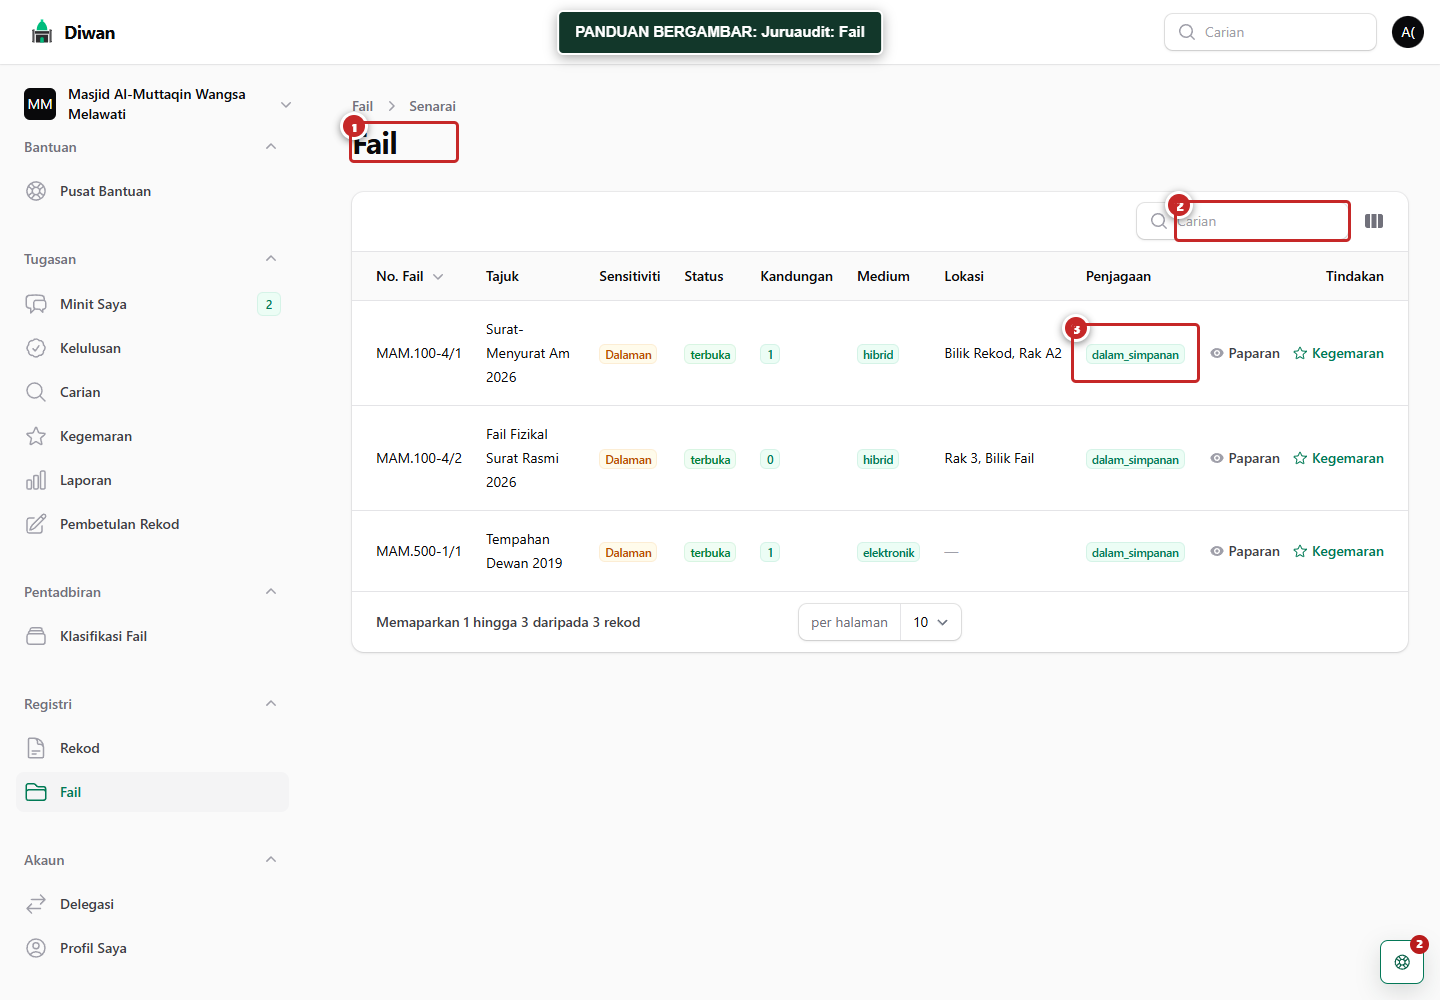 Diwan
PANDUAN BERGAMBAR: Juruaudit: Fail
Carian
A(
MM
Masjid Al-Muttaqin Wangsa
Melawati
Bantuan
Pusat Bantuan
Tugasan
Minit Saya
2
Kelulusan
Carian
Kegemaran
Laporan
Pembetulan Rekod
Pentadbiran
Klasifikasi Fail
Registri
Rekod
Fail
Akaun
Delegasi
Profil Saya
Fail
Senarai
1
Fail
2
Carian
No. Fail Tajuk Sensitiviti Status Kandungan Medium Lokasi Penjagaan Tindakan
3
MAM.100-4/1 Surat-
Menyurat Am
2026 Dalaman terbuka 1 hibrid Bilik Rekod, Rak A2 dalam_simpanan Paparan Kegemaran
MAM.100-4/2 Fail Fizikal
Surat Rasmi
2026 Dalaman terbuka 0 hibrid Rak 3, Bilik Fail dalam_simpanan Paparan Kegemaran
MAM.500-1/1 Tempahan
Dewan 2019 Dalaman terbuka 1 elektronik — dalam_simpanan Paparan Kegemaran
Memaparkan 1 hingga 3 daripada 3 rekod
per halaman 10
2